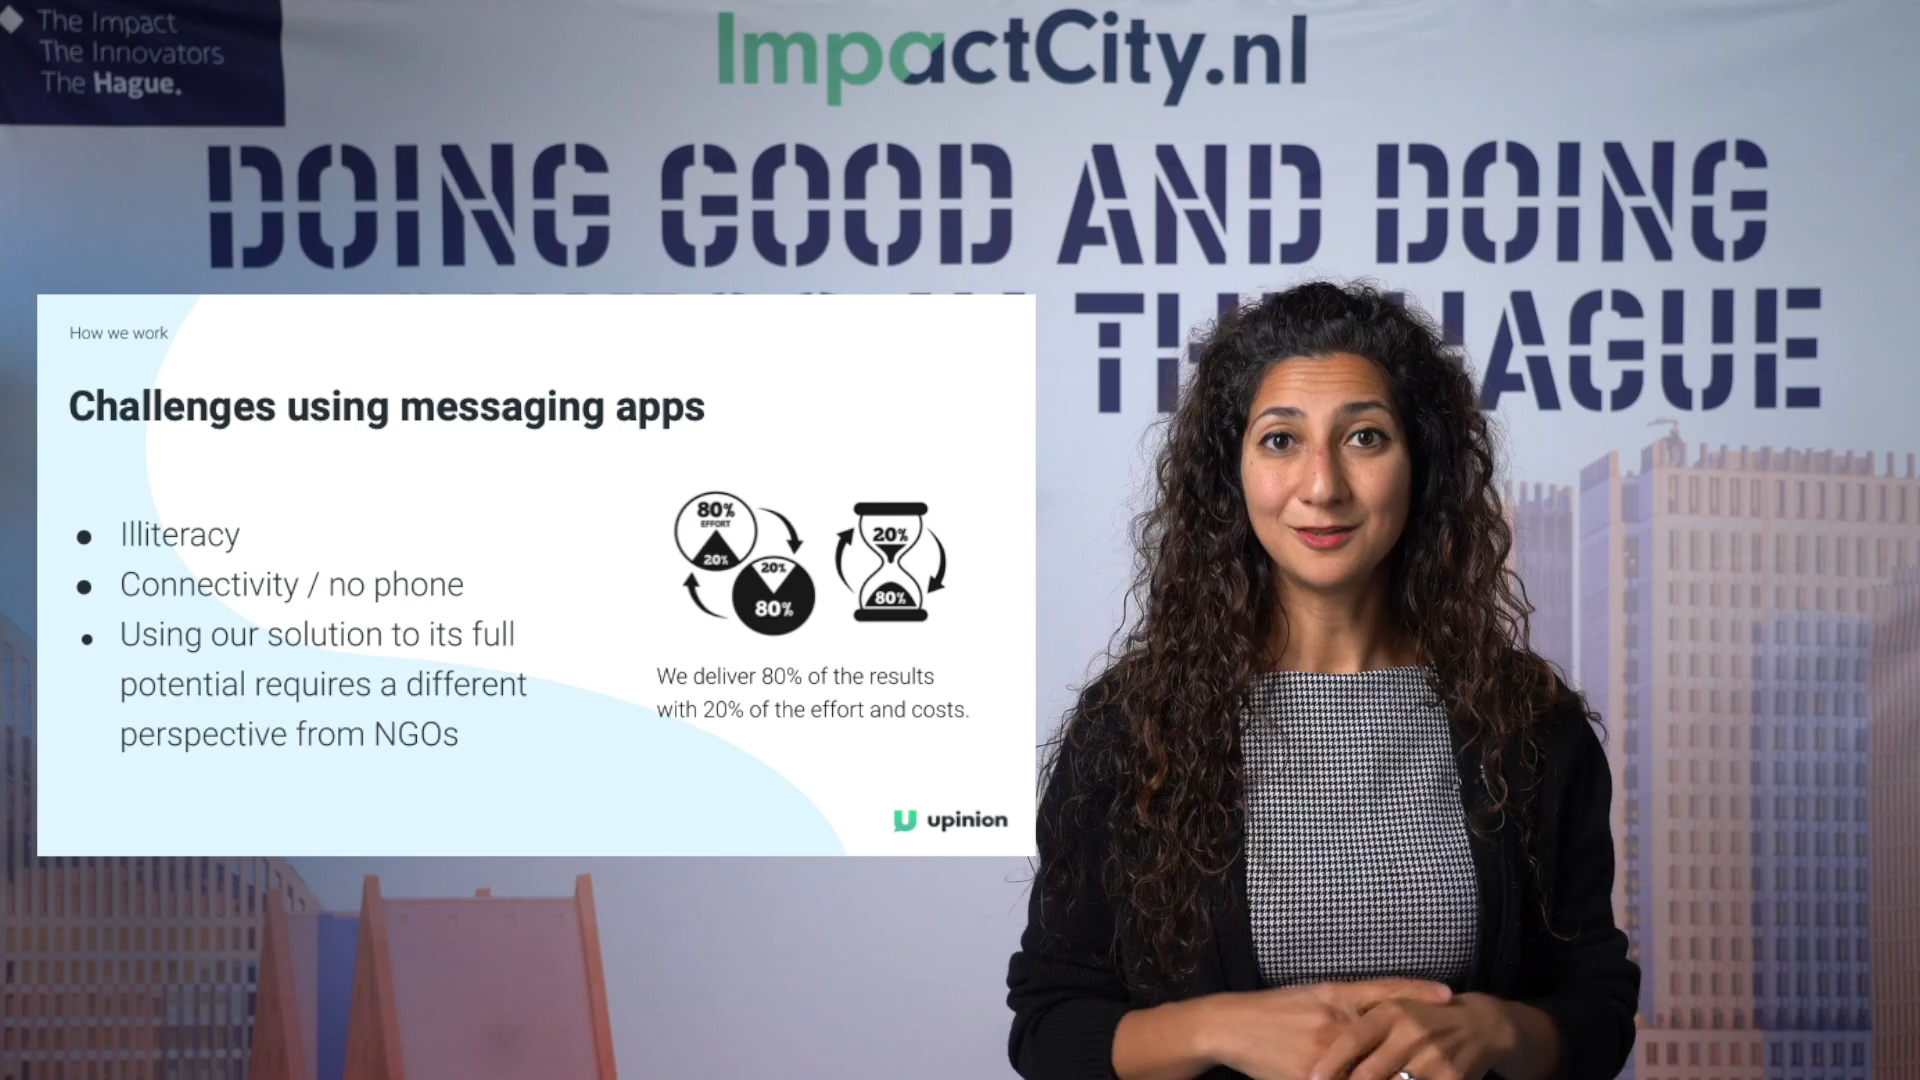 The Impact
The Innovators
The Hague.
ImpactCity.nl
DOING GOOD AND DOING
HAGUE
How we work
Challenges using messaging apps
● Illiteracy
● Connectivity / no phone
● Using our solution to its full
potential requires a different
perspective from NGOs
80%
EFFORT
20%
20%
80%
20%
80%
We deliver 80% of the results
with 20% of the effort and costs.
upinion